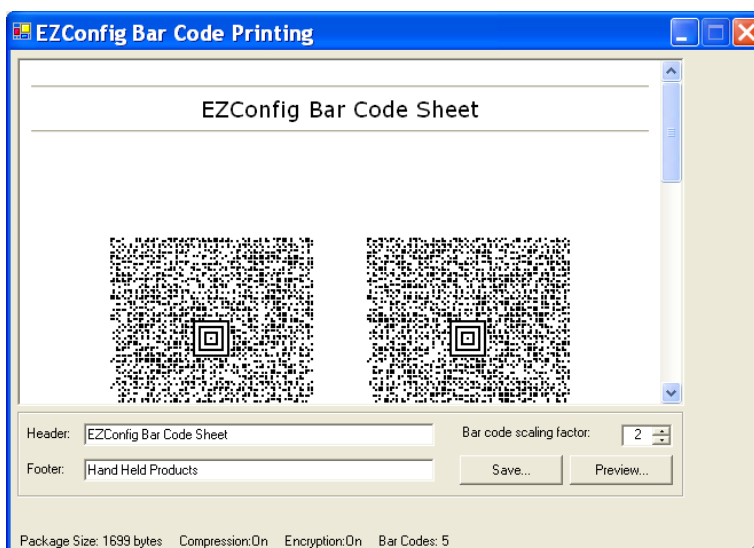 EZConfig Bar Code Printing
EZConfig Bar Code Sheet
Header: EZConfig Bar Code Sheet Bar code scaling factor: 2
Footer: Hand Held Products Save... Preview...
Package Size: 1699 bytes Compression:On Encryption:On Bar Codes: 5